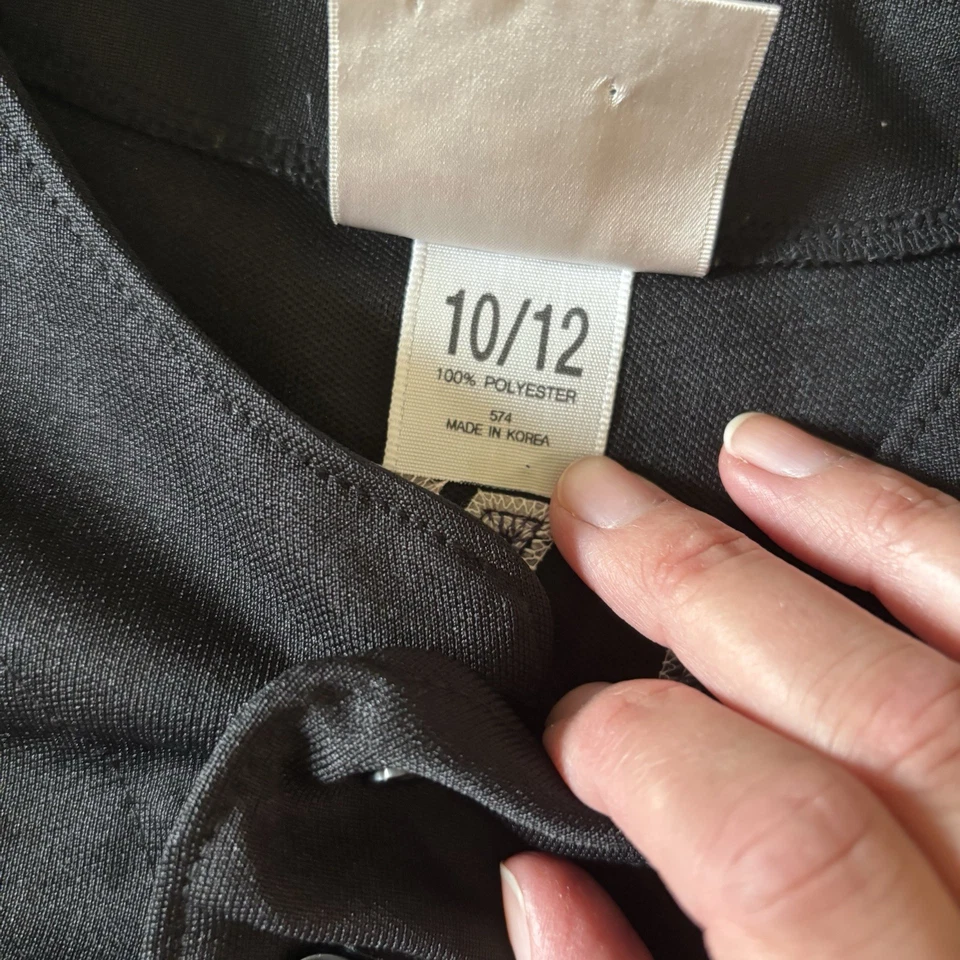 10/12
100% POLYESTER
574
MADE IN KOREA